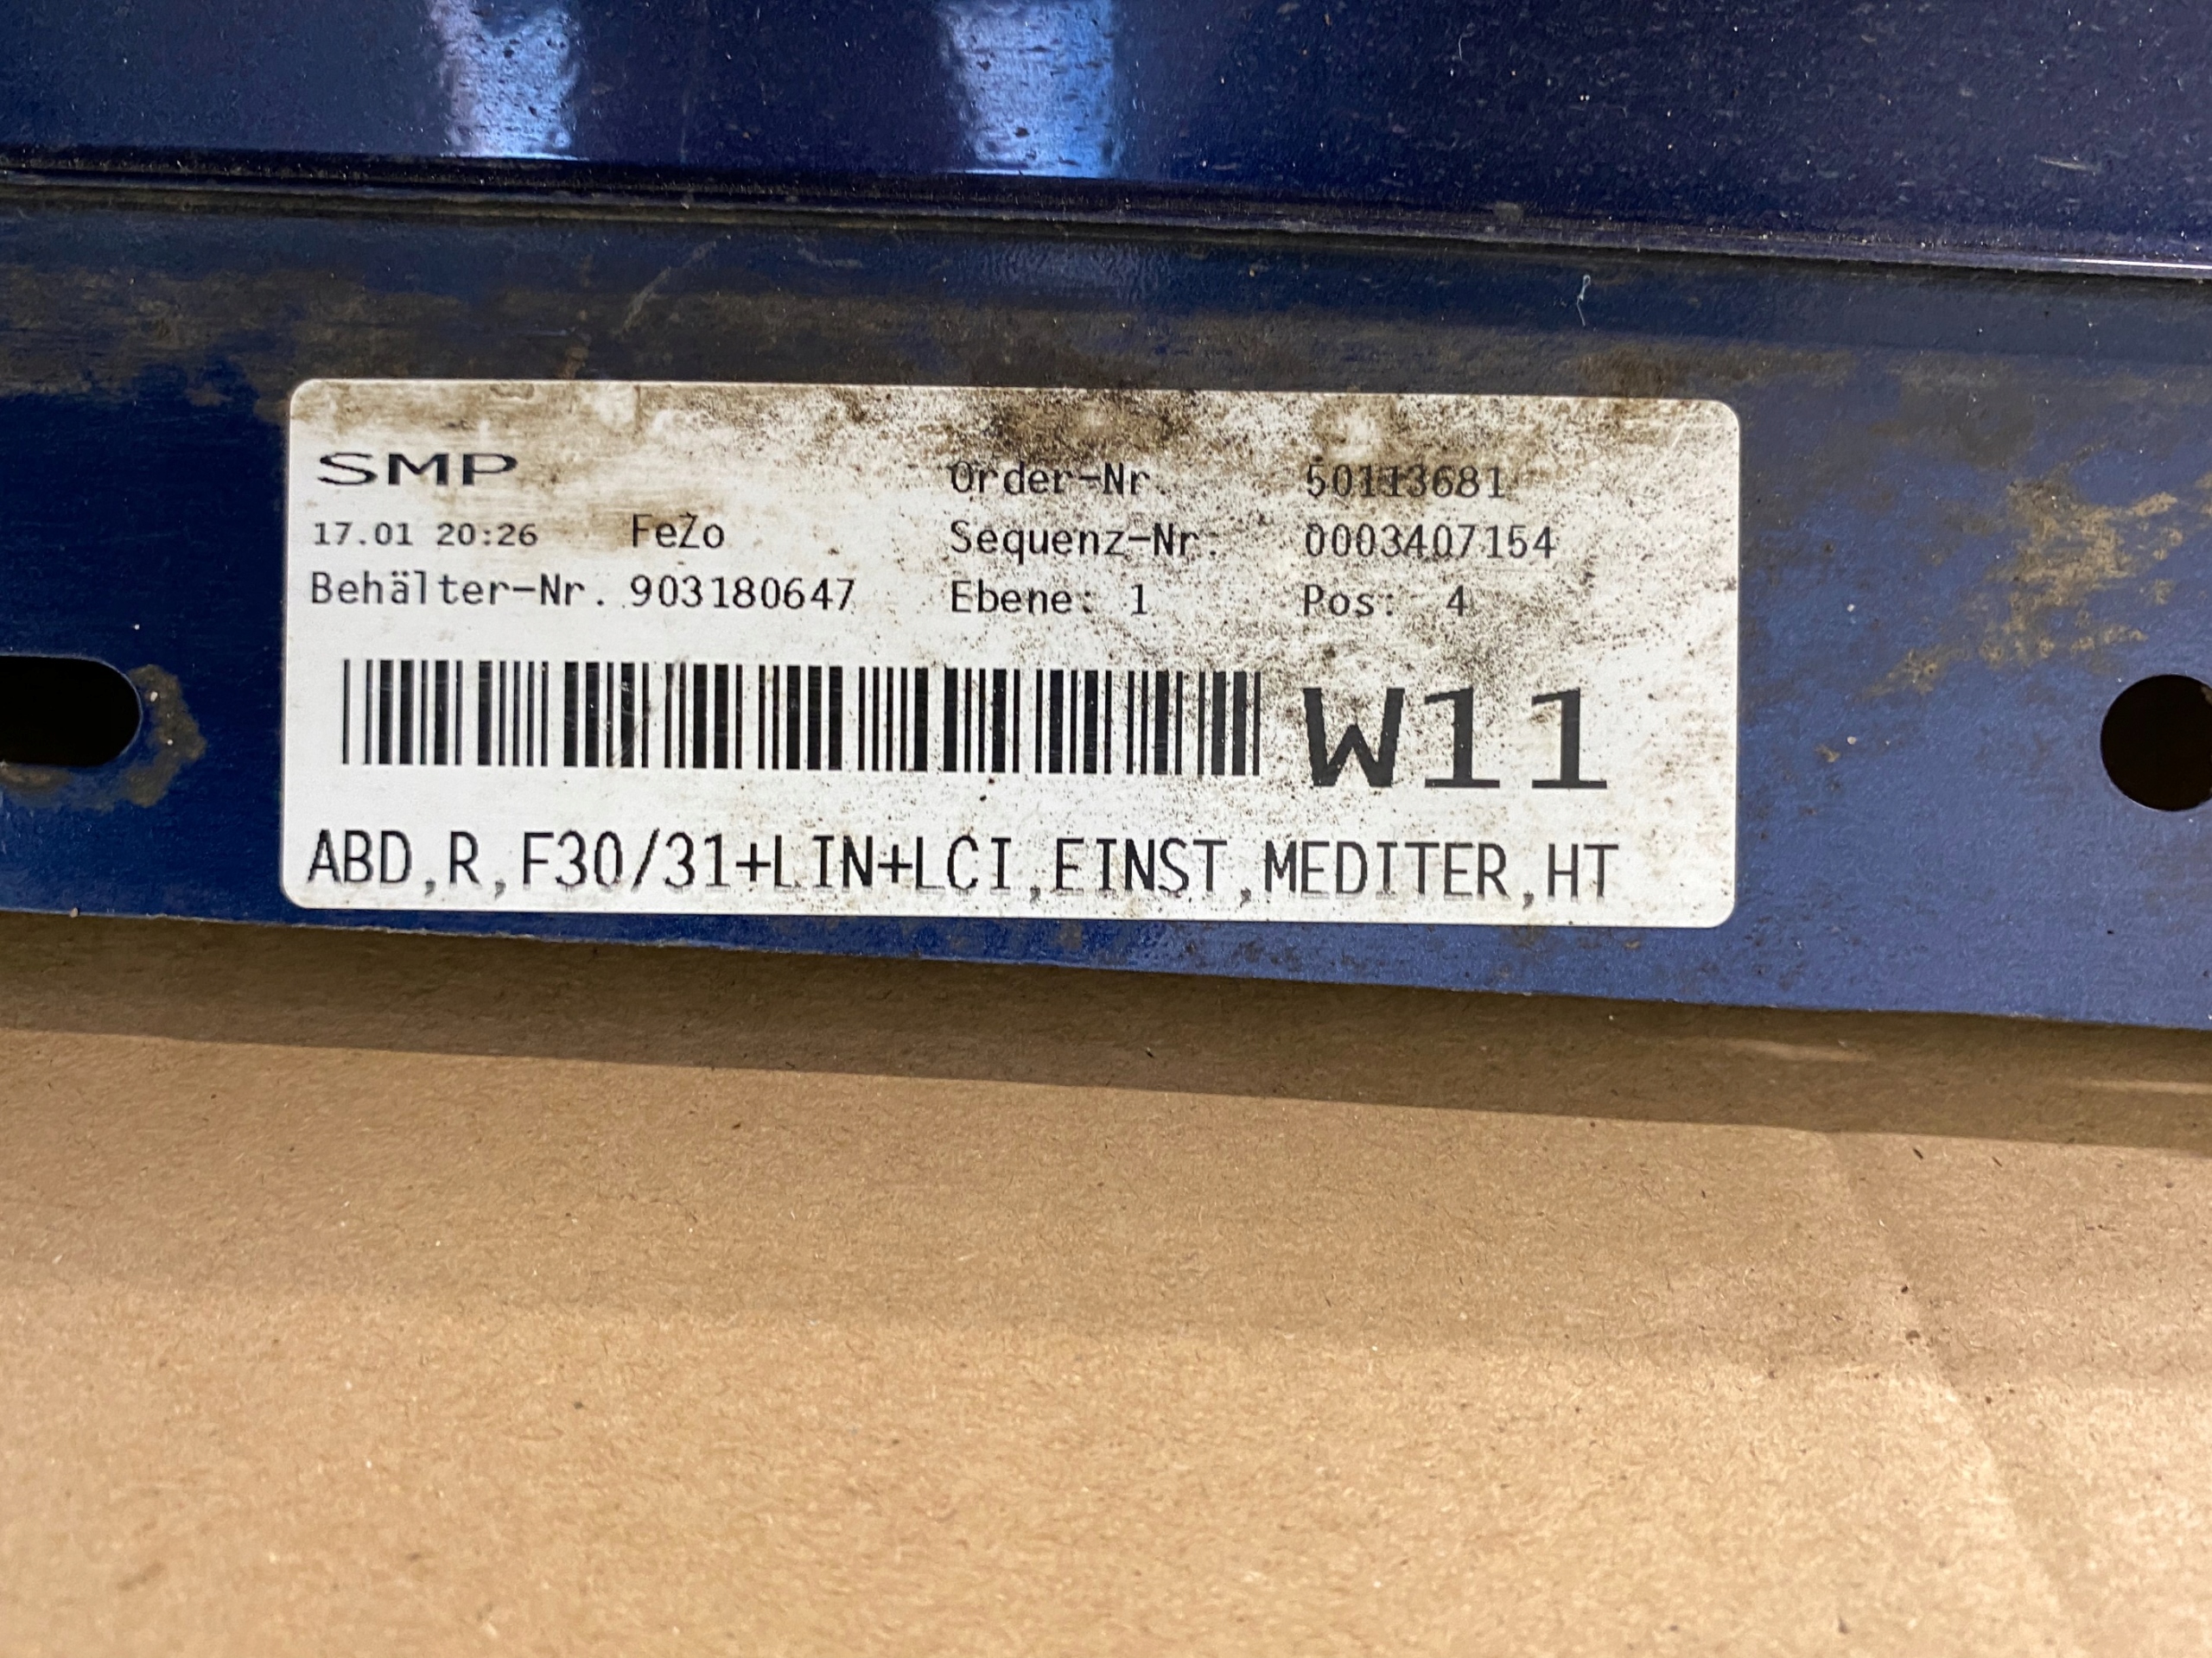 SMP
17.01 20:26 FeZo
Behälter-Nr. 903180647
Order-Nr. 50113681
Sequenz-Nr: 0003407154
Ebene: 1 Pos: 4
W11
ABD,R,F30/31+LIN+LCI,EINST,MEDITER,HT